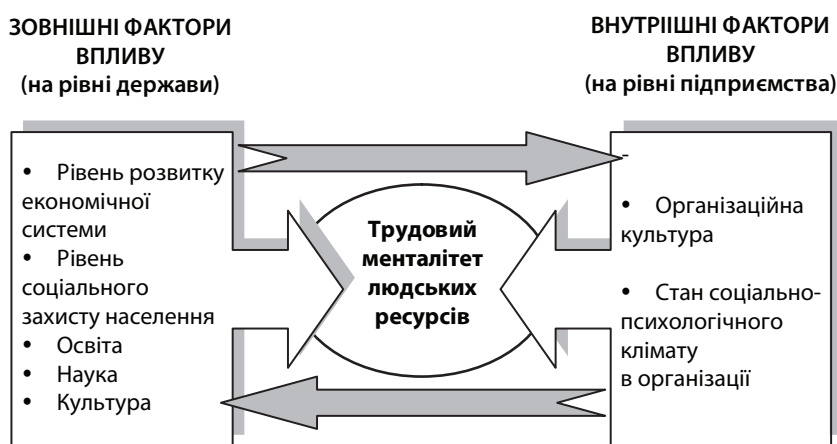 ЗОВНІШНІ ФАКТОРИ
ВПЛИВУ
(на рівні держави)
• Рівень розвитку
економічної
системи
• Рівень
соціального
захисту населення
• Освіта
• Наука
• Культура
Трудовий
менталітет
людських
ресурсів
ВНУТРІІШНІ ФАКТОРИ
ВПЛИВУ
(на рівні підприємства)
-
• Організаційна
культура
• Стан соціально-
психологічного
клімату
в організації